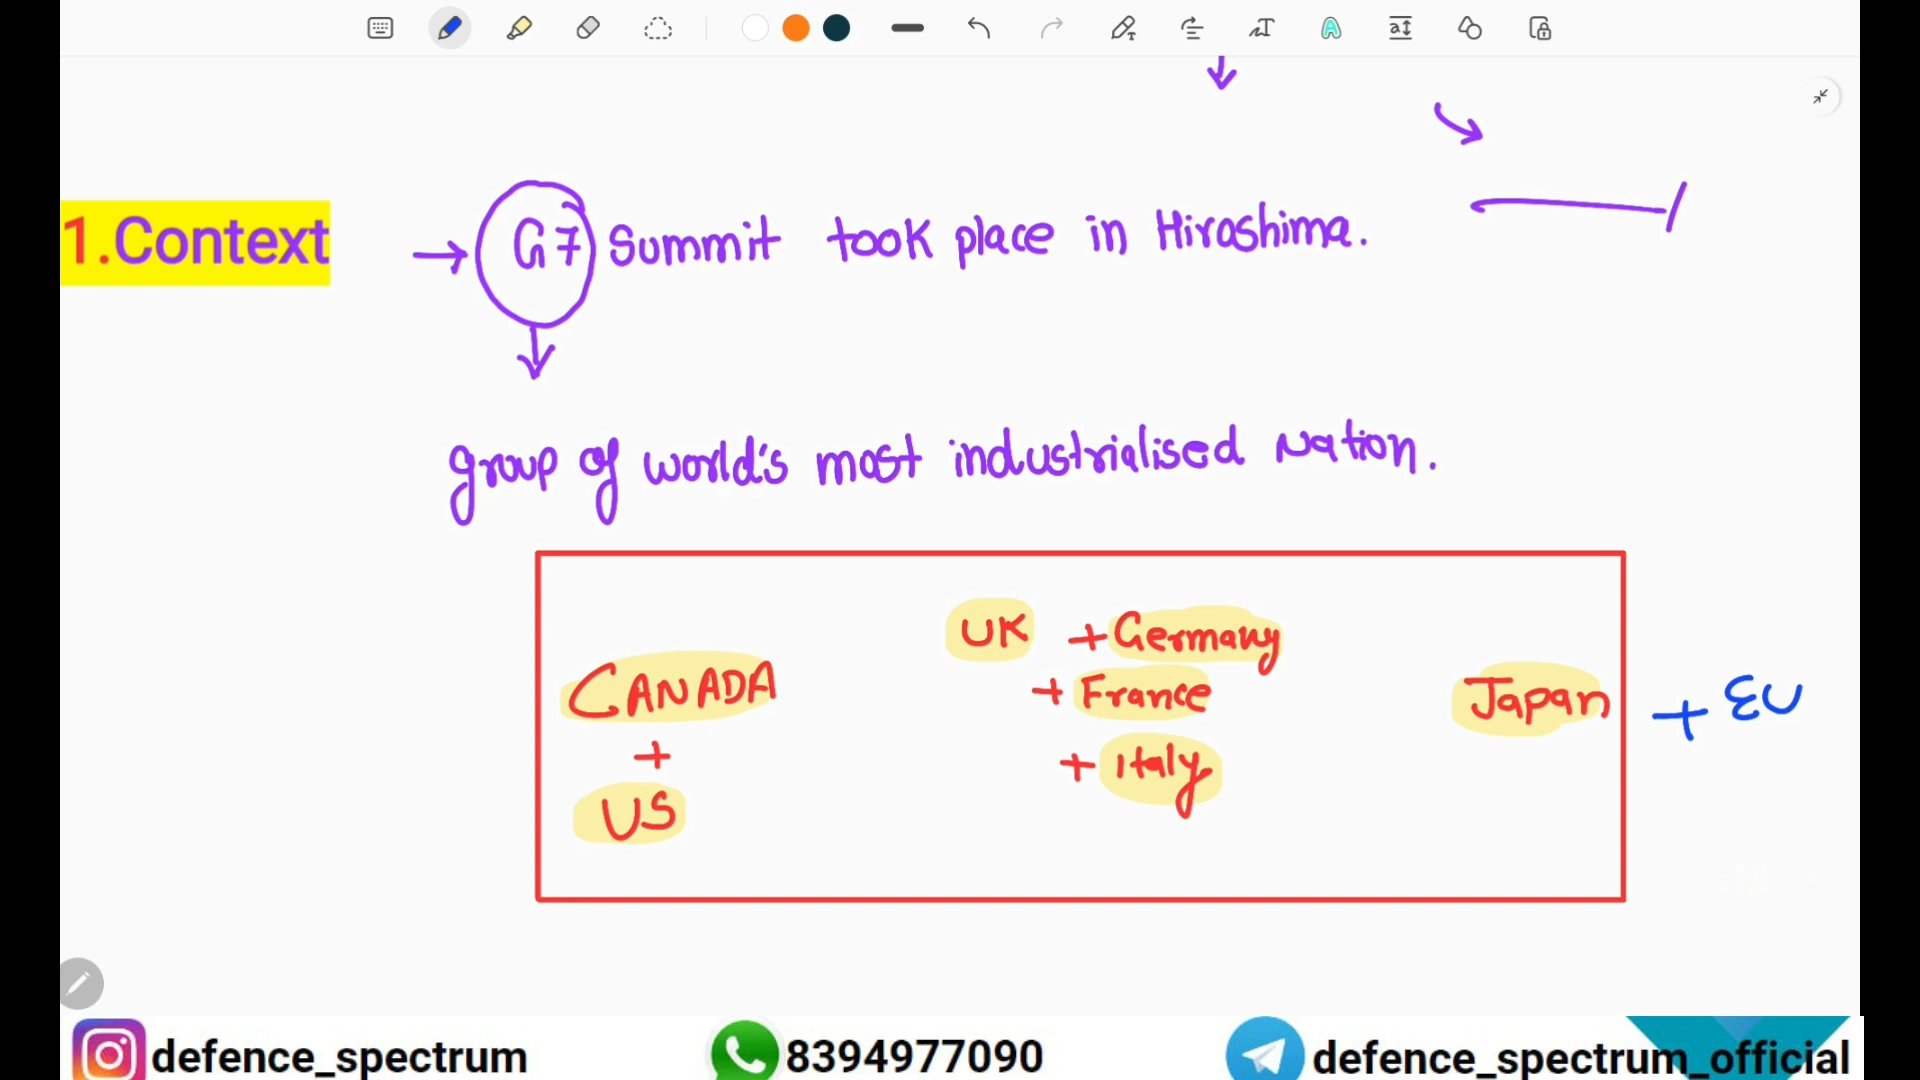 1.Context
→ G7 Summit took place in Hiroshima.
group of world's most industrialised Nation.
UK + Germany
CANADA + France Japan + EU
+ + Italy
US
defence_spectrum 8394977090 defence_spectrum_official